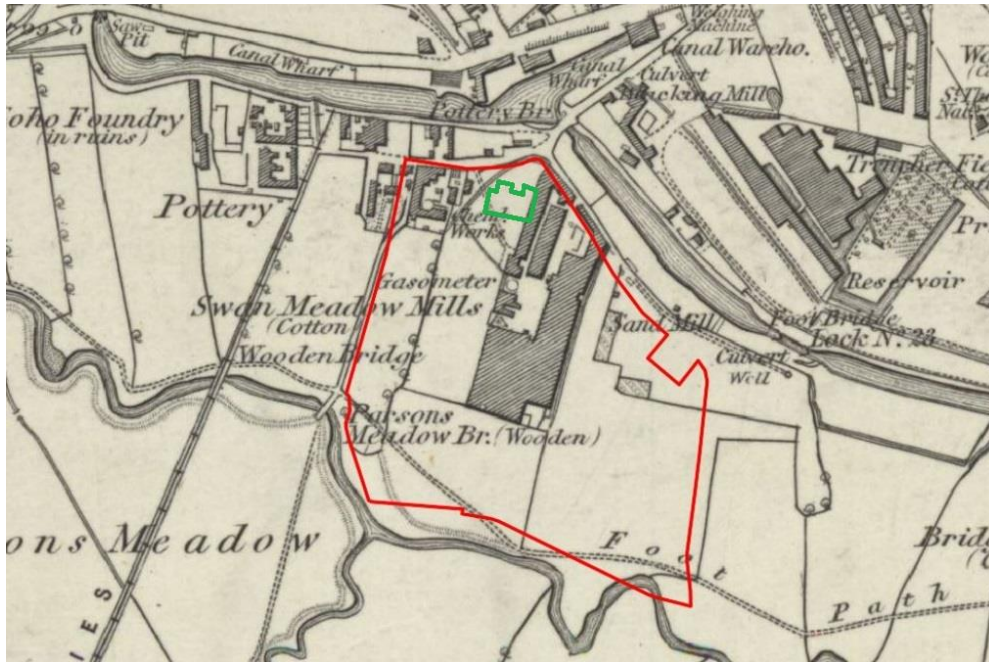 Saw
Pit
Canal Wharf
Weighing
Machine
Canal Wareho.
Canal
Wharf
Culvert
Mill
Pottery Br.
Foundry
(in ruins)
Pottery
Works
Gasometer
Swan Meadow Mills
(Cotton)
Wooden Bridge
Sand Mill
Reservoir
Foot Bridge
Lock No. 23
Culvert
Well
Parsons
Meadow Br. (Wooden)
ons Meadow
Foot
Path
IES